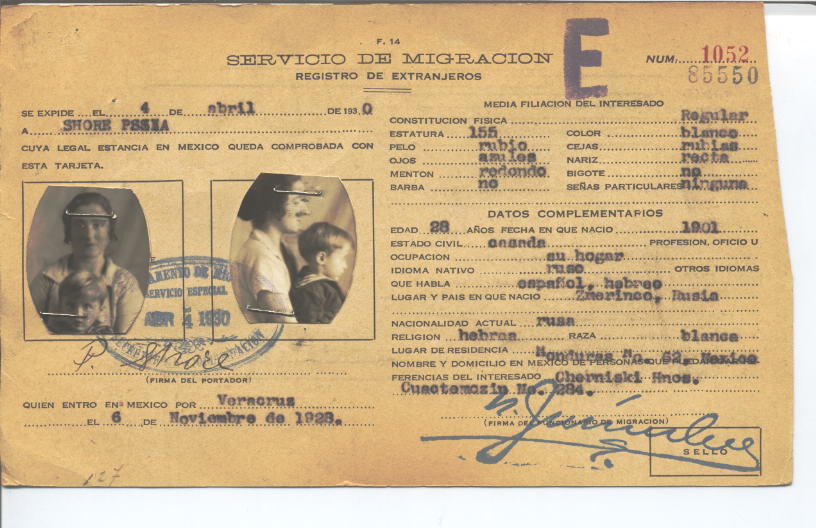 F. 14
SERVICIO DE MIGRACION
REGISTRO DE EXTRANJEROS
E
NUM. 1052
85550
SE EXPIDE EL 4 DE abril DE 1930
A SHORE PSSIA
CUYA LEGAL ESTANCIA EN MEXICO QUEDA COMPROBADA CON
ESTA TARJETA.
SERVICIO ESPECIAL
ABR 4 1930
P. Shore
(FIRMA DEL PORTADOR)
QUIEN ENTRO EN MEXICO POR Veracruz
EL 6 DE Noviembre de 1928.
127
MEDIA FILIACION DEL INTERESADO
CONSTITUCION FISICA Regular
ESTATURA 155 COLOR blanco
PELO rubio CEJAS rubias
OJOS azules NARIZ recta
MENTON redondo BIGOTE no
BARBA no SEÑAS PARTICULARES ninguna
DATOS COMPLEMENTARIOS
EDAD 28 AÑOS FECHA EN QUE NACIO 1901
ESTADO CIVIL casada PROFESION, OFICIO U
OCUPACION su hogar
IDIOMA NATIVO ruso OTROS IDIOMAS
QUE HABLA español, hebreo
LUGAR Y PAIS EN QUE NACIO Zmerinco, Rusia
NACIONALIDAD ACTUAL rusa
RELIGION hebrea RAZA blanca
LUGAR DE RESIDENCIA Honduras No. 62, Mexico
NOMBRE Y DOMICILIO EN MEXICO DE PERSONAS QUE
FERENCIAS DEL INTERESADO Cherniski Hnos.
Cuactemozin No. 284.
(FIRMA DEL FUNCIONARIO DE MIGRACION)
SELLO